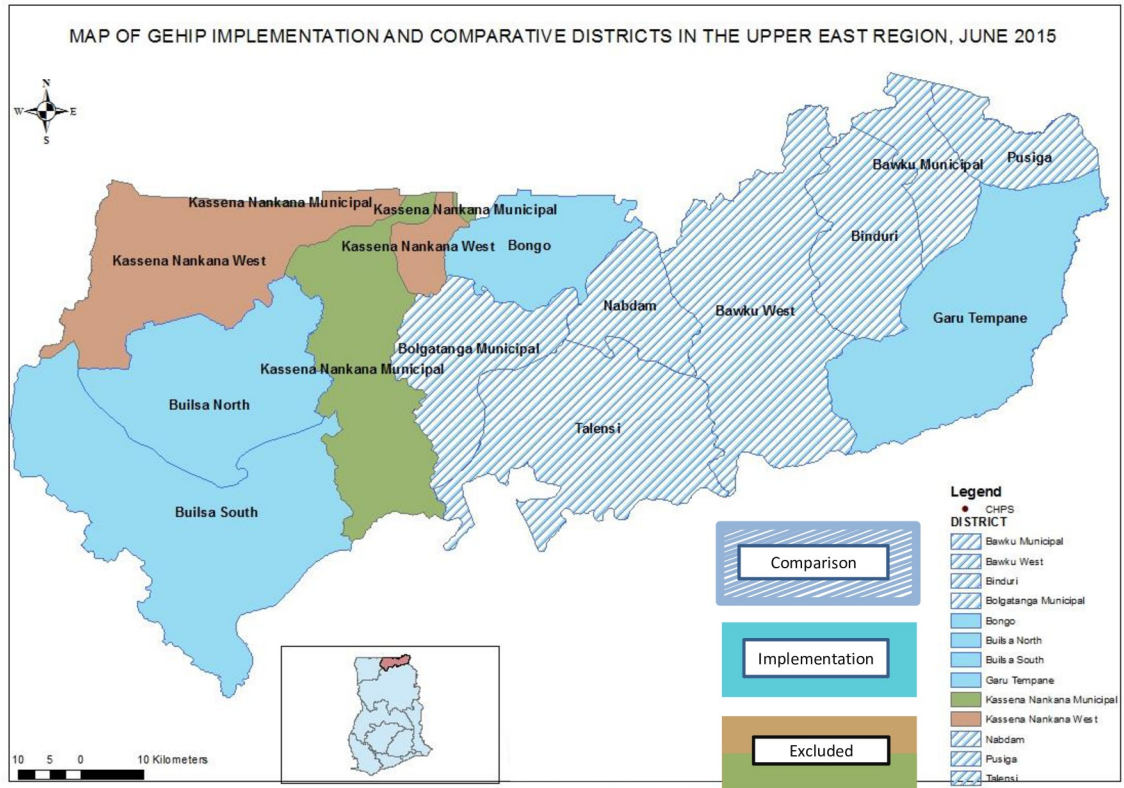 MAP OF GEHIP IMPLEMENTATION AND COMPARATIVE DISTRICTS IN THE UPPER EAST REGION, JUNE 2015
N
W E
S
Pusiga
Bawku Municipal
Kassena Nankana Municipal
Kassena Nankana Municipal
Binduri
Kassena Nankana West
Bongo
Kassena Nankana West
Nabdam
Bawku West
Garu Tempane
Bolgatanga Municipal
Kassena Nankana Municipal
Builsa North
Talensi
Builsa South
Comparison
Implementation
Excluded
Legend
CHPS
DISTRICT
Bawku Municipal
Bawku West
Binduri
Bolgatanga Municipal
Bongo
Builsa North
Builsa South
Garu Tempane
Kassena Nankana Municipal
Kassena Nankana West
Nabdam
Pusiga
Talensi
10 5 0 10 Kilometers